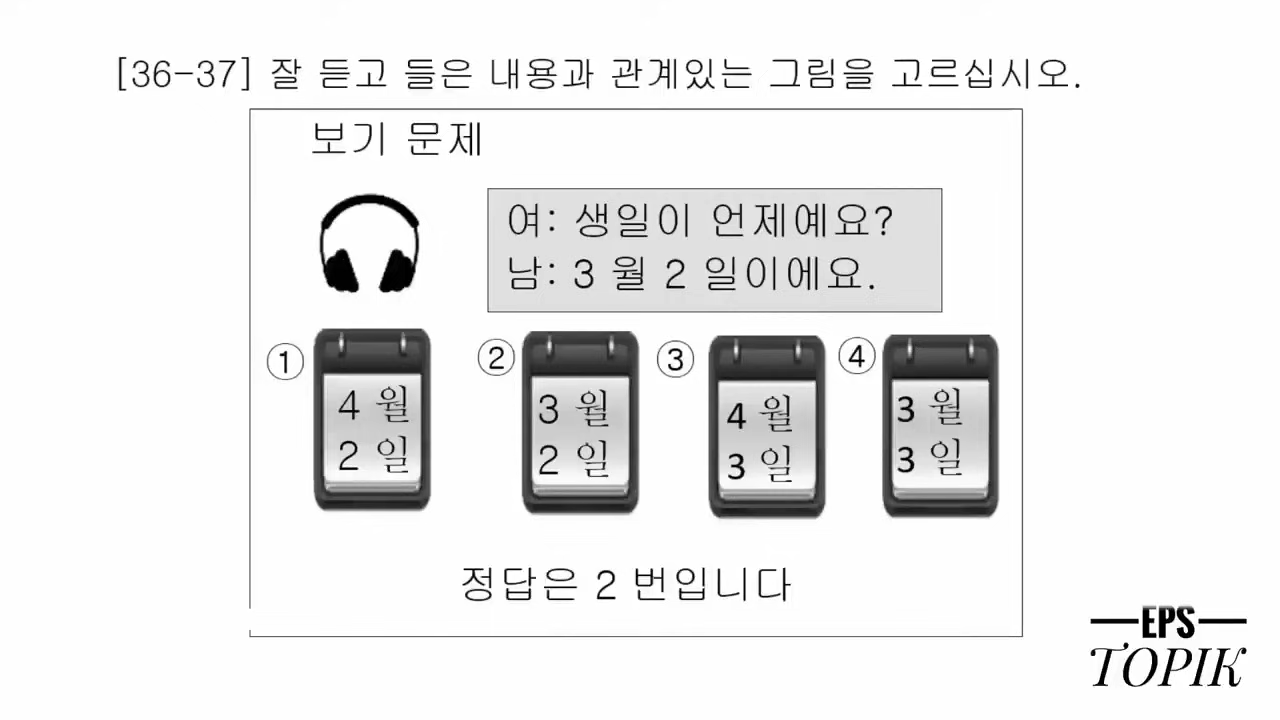 [36-37] 잘 듣고 들은 내용과 관계있는 그림을 고르십시오.
보기 문제
여: 생일이 언제예요?
남: 3 월 2 일이에요.
① 4 월
2 일
② 3 월
2 일
③ 4 월
3 일
④ 3 월
3 일
정답은 2 번입니다
EPS
TOPIK